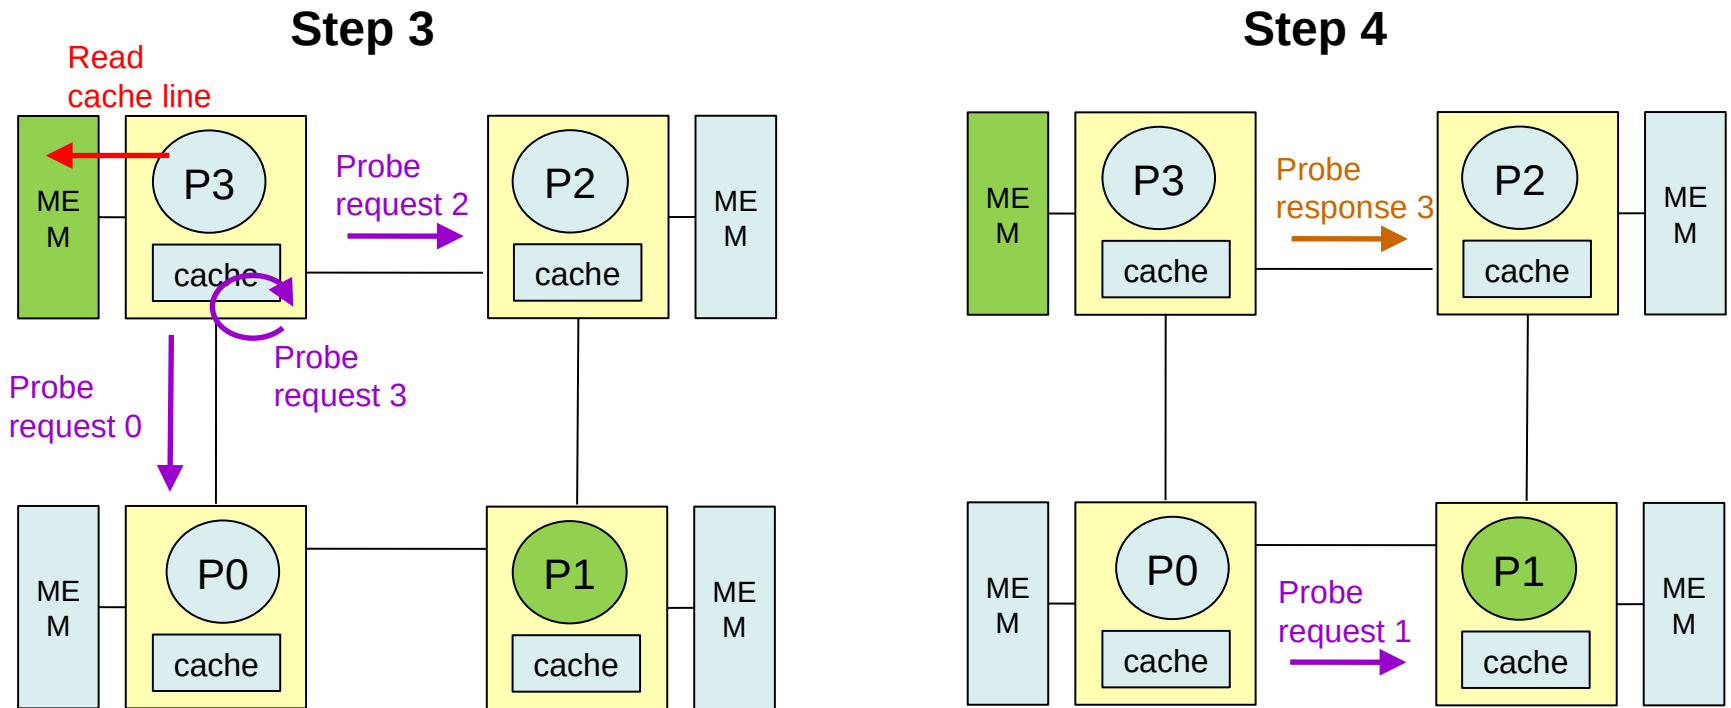 Step 3
Read
cache line
ME
M
P3
cache
Probe
request 2
P2
cache
ME
M
Probe
request 3
Probe
request 0
ME
M
P0
cache
P1
cache
ME
M
Step 4
ME
M
P3
cache
Probe
response 3
P2
cache
ME
M
ME
M
P0
cache
Probe
request 1
P1
cache
ME
M